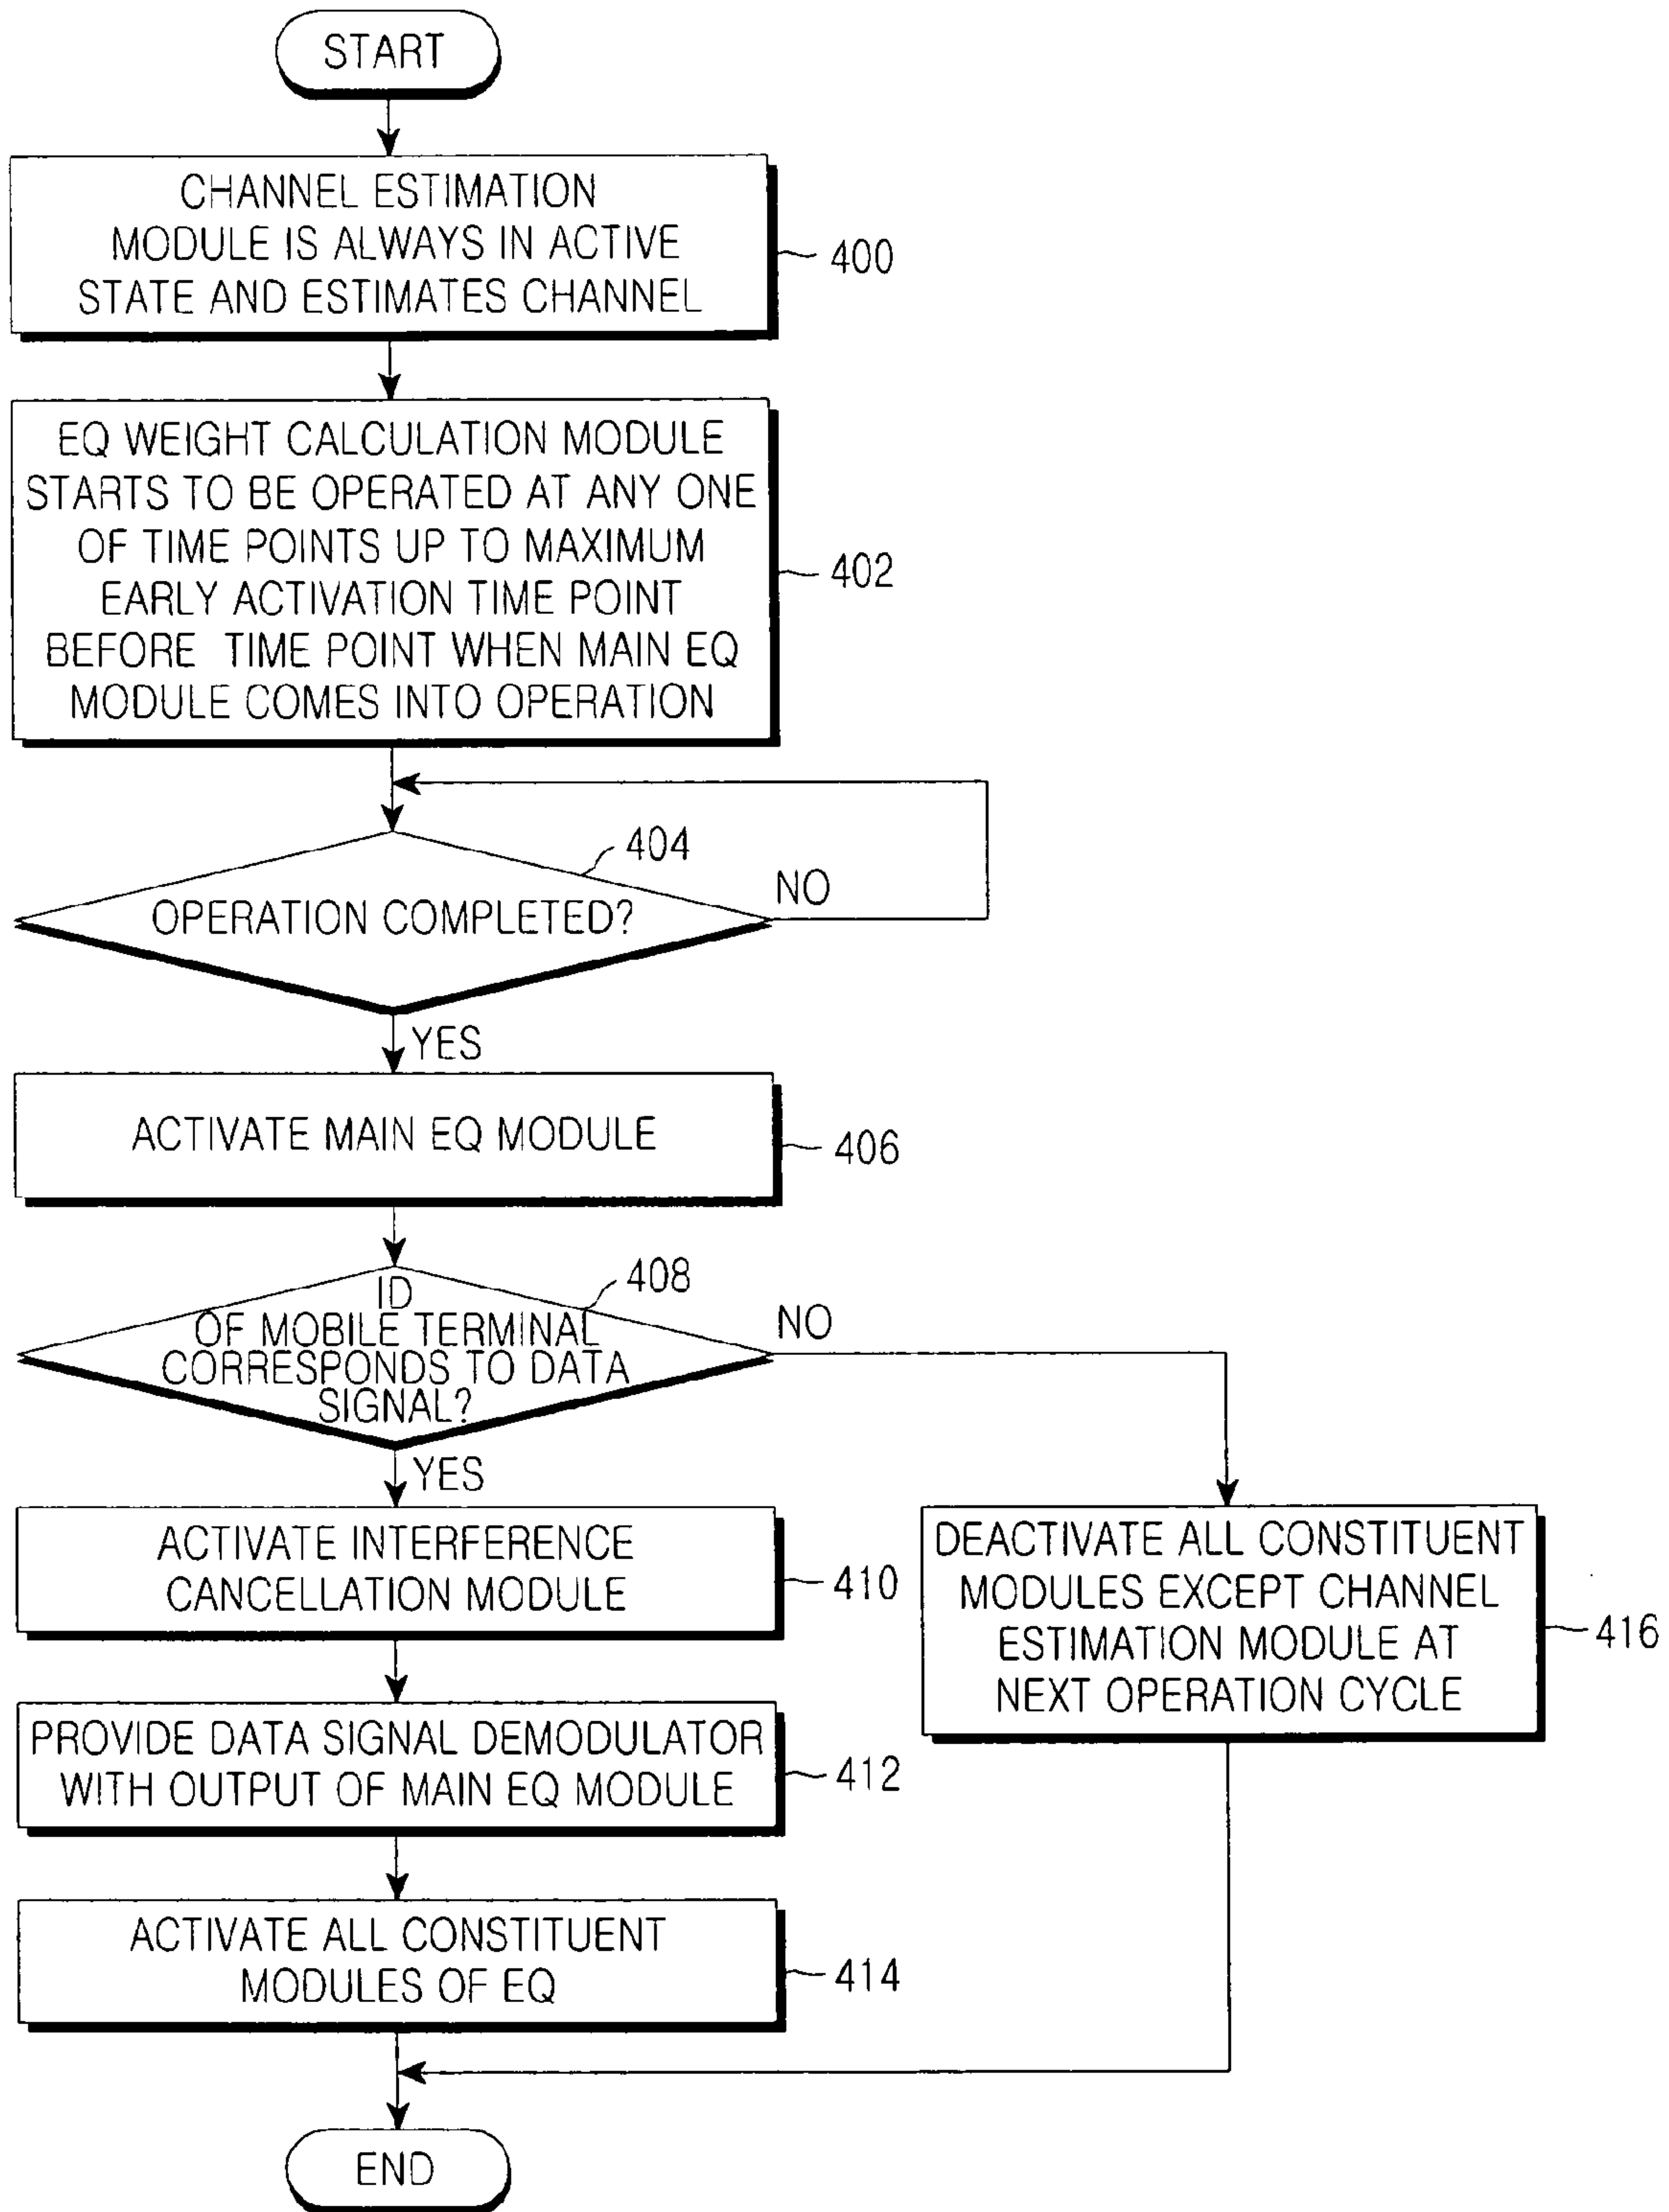 START
CHANNEL ESTIMATION
MODULE IS ALWAYS IN ACTIVE
STATE AND ESTIMATES CHANNEL
400
EQ WEIGHT CALCULATION MODULE
STARTS TO BE OPERATED AT ANY ONE
OF TIME POINTS UP TO MAXIMUM
EARLY ACTIVATION TIME POINT
BEFORE TIME POINT WHEN MAIN EQ
MODULE COMES INTO OPERATION
402
404
OPERATION COMPLETED?
NO
YES
ACTIVATE MAIN EQ MODULE
406
408
ID
OF MOBILE TERMINAL
CORRESPONDS TO DATA
SIGNAL?
NO
YES
ACTIVATE INTERFERENCE
CANCELLATION MODULE
410
DEACTIVATE ALL CONSTITUENT
MODULES EXCEPT CHANNEL
ESTIMATION MODULE AT
NEXT OPERATION CYCLE
416
PROVIDE DATA SIGNAL DEMODULATOR
WITH OUTPUT OF MAIN EQ MODULE
412
ACTIVATE ALL CONSTITUENT
MODULES OF EQ
414
END